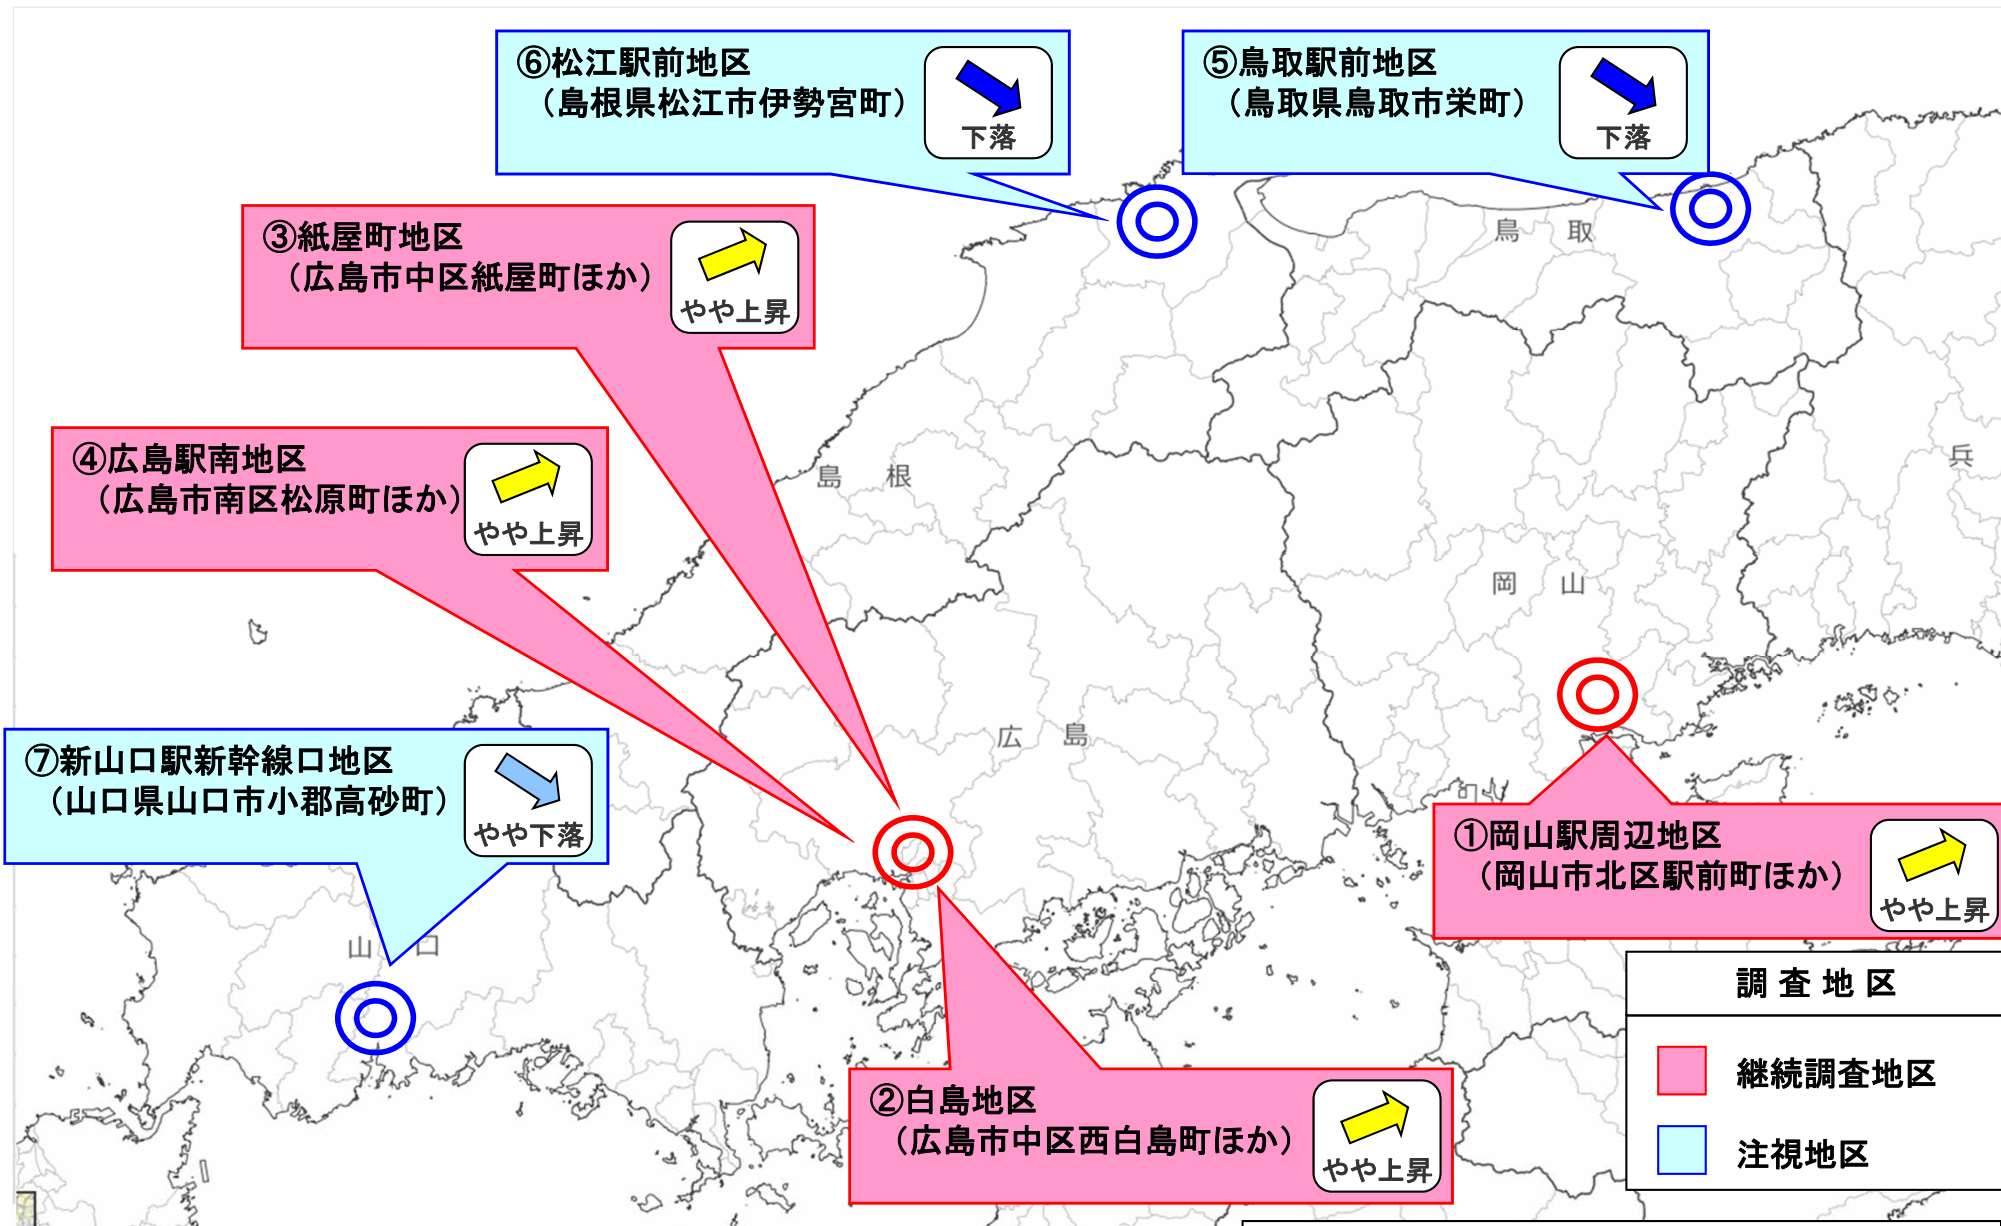 ⑥松江駅前地区
（島根県松江市伊勢宮町）
下落
⑤鳥取駅前地区
（鳥取県鳥取市栄町）
下落
③紙屋町地区
（広島市中区紙屋町ほか）
やや上昇
鳥 取
④広島駅南地区
（広島市南区松原町ほか）
やや上昇
島 根
兵
岡 山
広 島
⑦新山口駅新幹線口地区
（山口県山口市小郡高砂町）
やや下落
①岡山駅周辺地区
（岡山市北区駅前町ほか）
やや上昇
山 口
調査地区
継続調査地区
注視地区
②白島地区
（広島市中区西白島町ほか）
やや上昇